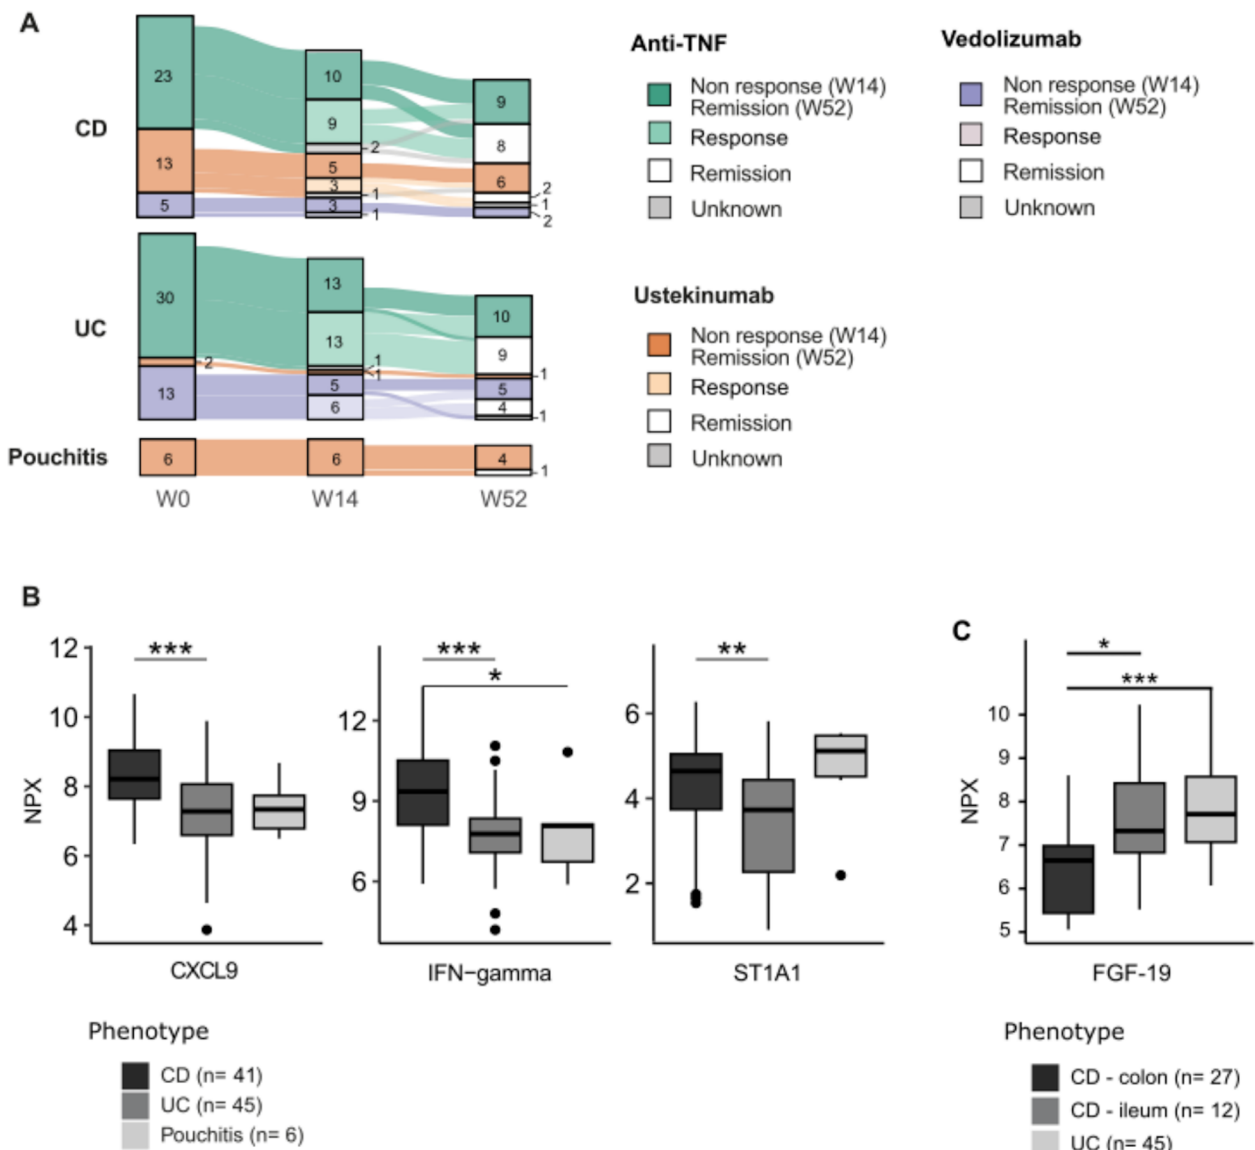 A
CD
23
13
5
10
9
2
5
3
1
3
1
9
8
6
2
1
2
UC
30
2
13
13
13
1
1
5
6
10
9
1
5
4
1
Pouchitis
6
6
4
1
W0
W14
W52
Anti-TNF
Non response (W14)
Remission (W52)
Response
Remission
Unknown
Vedolizumab
Non response (W14)
Remission (W52)
Response
Remission
Unknown
Ustekinumab
Non response (W14)
Remission (W52)
Response
Remission
Unknown
B
NPX
12
10
8
6
4
***
CXCL9
12
9
6
***
*
IFN−gamma
6
4
2
**
ST1A1
Phenotype
CD (n= 41)
UC (n= 45)
Pouchitis (n= 6)
C
NPX
10
9
8
7
6
5
*
***
FGF-19
Phenotype
CD - colon (n= 27)
CD - ileum (n= 12)
UC (n= 45)